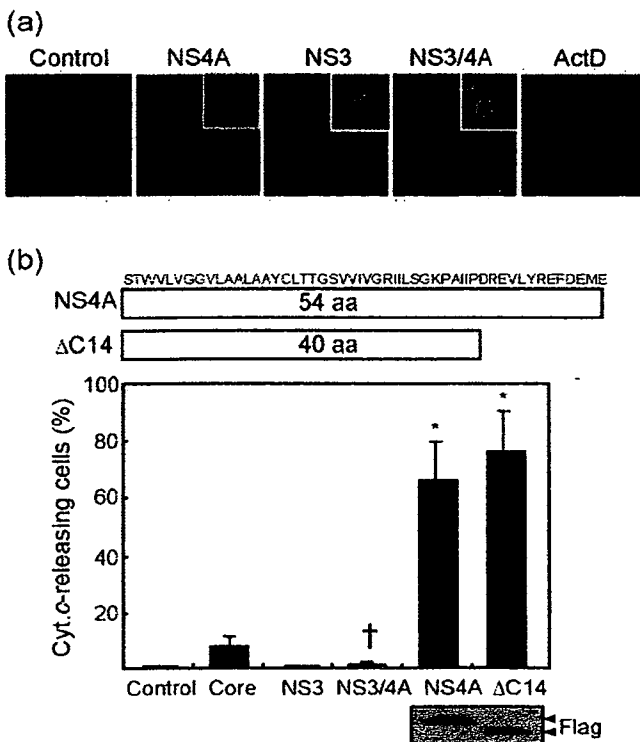 (a)
Control NS4A NS3 NS3/4A ActD
(b)
STWVLVGGVLAALAAYCLTTGSVVIVGRIILSGKPAIIPDREVLYREFDEME
NS4A 54 aa
ΔC14 40 aa
Cyt.c-releasing cells (%)
100
80
60
40
20
* *
†
Control Core NS3 NS3/4A NS4A ΔC14
Flag